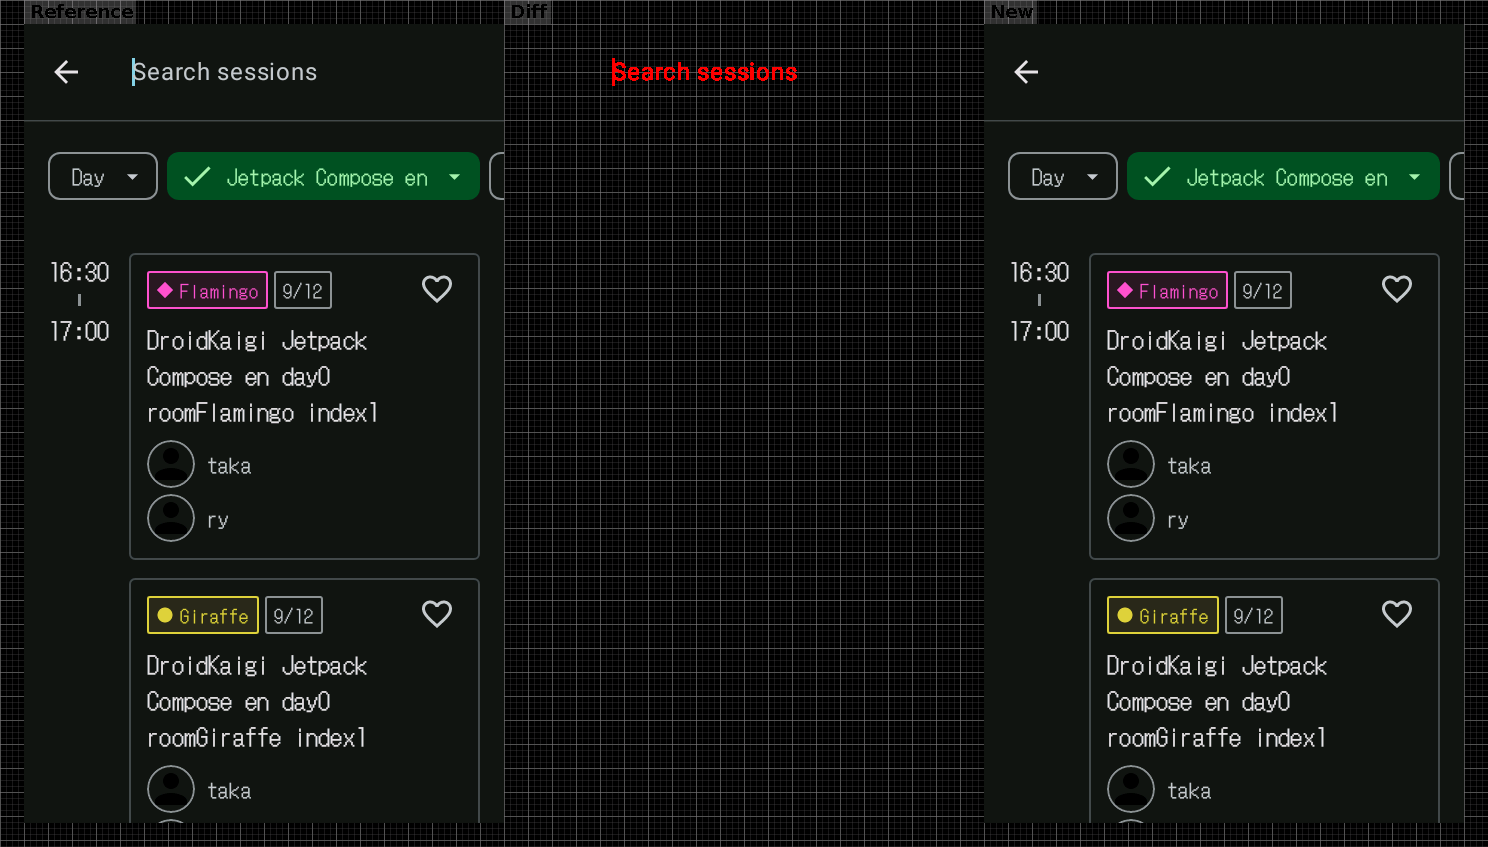 Reference
Diff
New
Search sessions
Search sessions
Day
Jetpack Compose en
Day
Jetpack Compose en
16:30
17:00
Flamingo
9/12
DroidKaigi Jetpack
Compose en day0
roomFlamingo index1
taka
ry
Giraffe
9/12
DroidKaigi Jetpack
Compose en day0
roomGiraffe index1
taka
16:30
17:00
Flamingo
9/12
DroidKaigi Jetpack
Compose en day0
roomFlamingo index1
taka
ry
Giraffe
9/12
DroidKaigi Jetpack
Compose en day0
roomGiraffe index1
taka